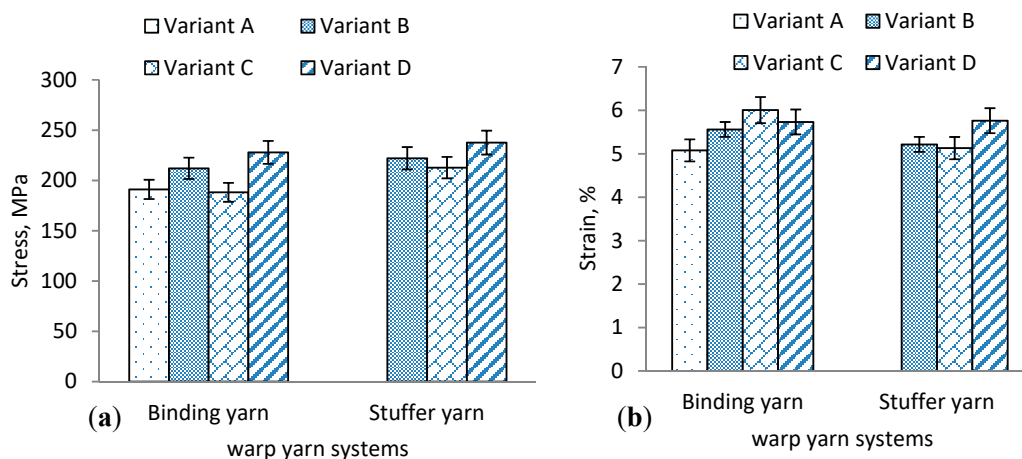 Variant A
Variant B
Variant C
Variant D
300
250
200
150
100
50
0
Stress, MPa
Binding yarn
Stuffer yarn
(a)
warp yarn systems
Variant A
Variant B
Variant C
Variant D
7
6
5
4
3
2
1
0
Strain, %
Binding yarn
Stuffer yarn
(b)
warp yarn systems